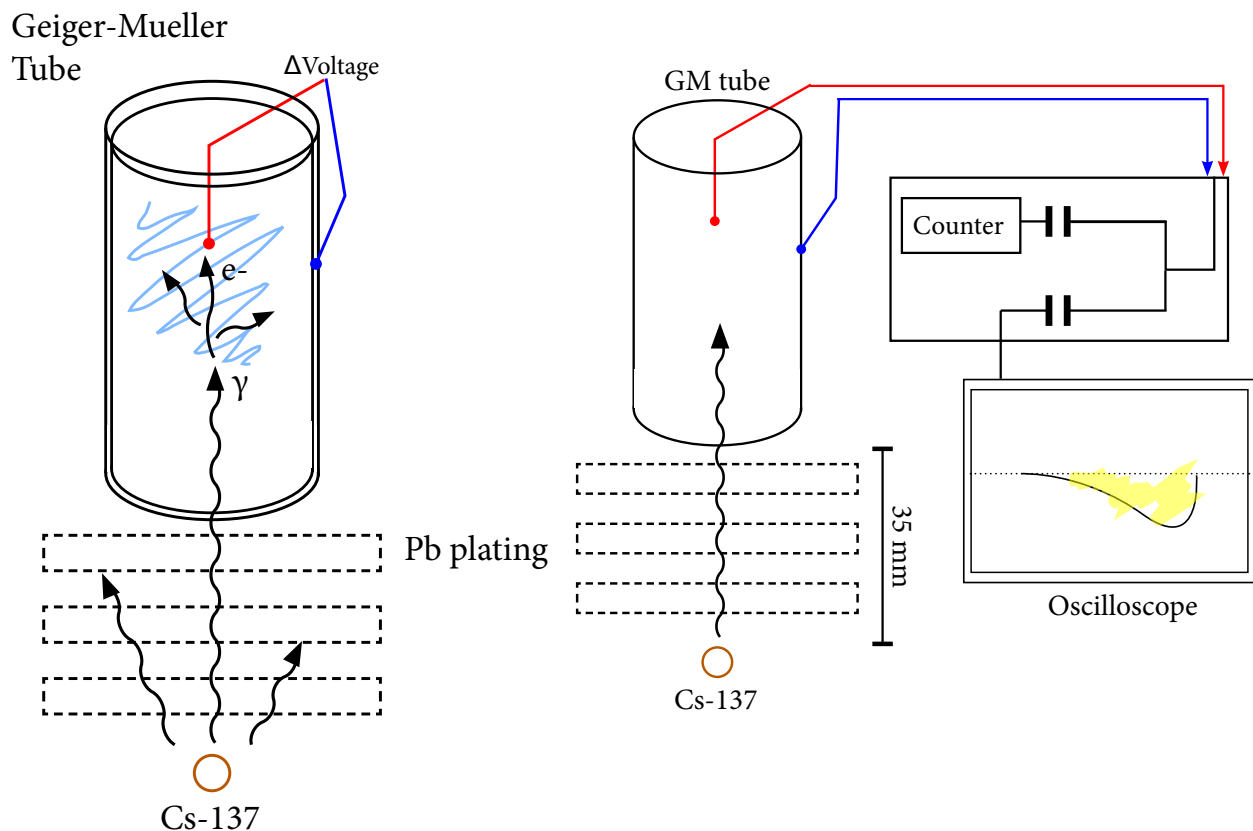 Geiger-Mueller
Tube
ΔVoltage
e-
γ
Pb plating
Cs-137
GM tube
Counter
35 mm
Oscilloscope
Cs-137